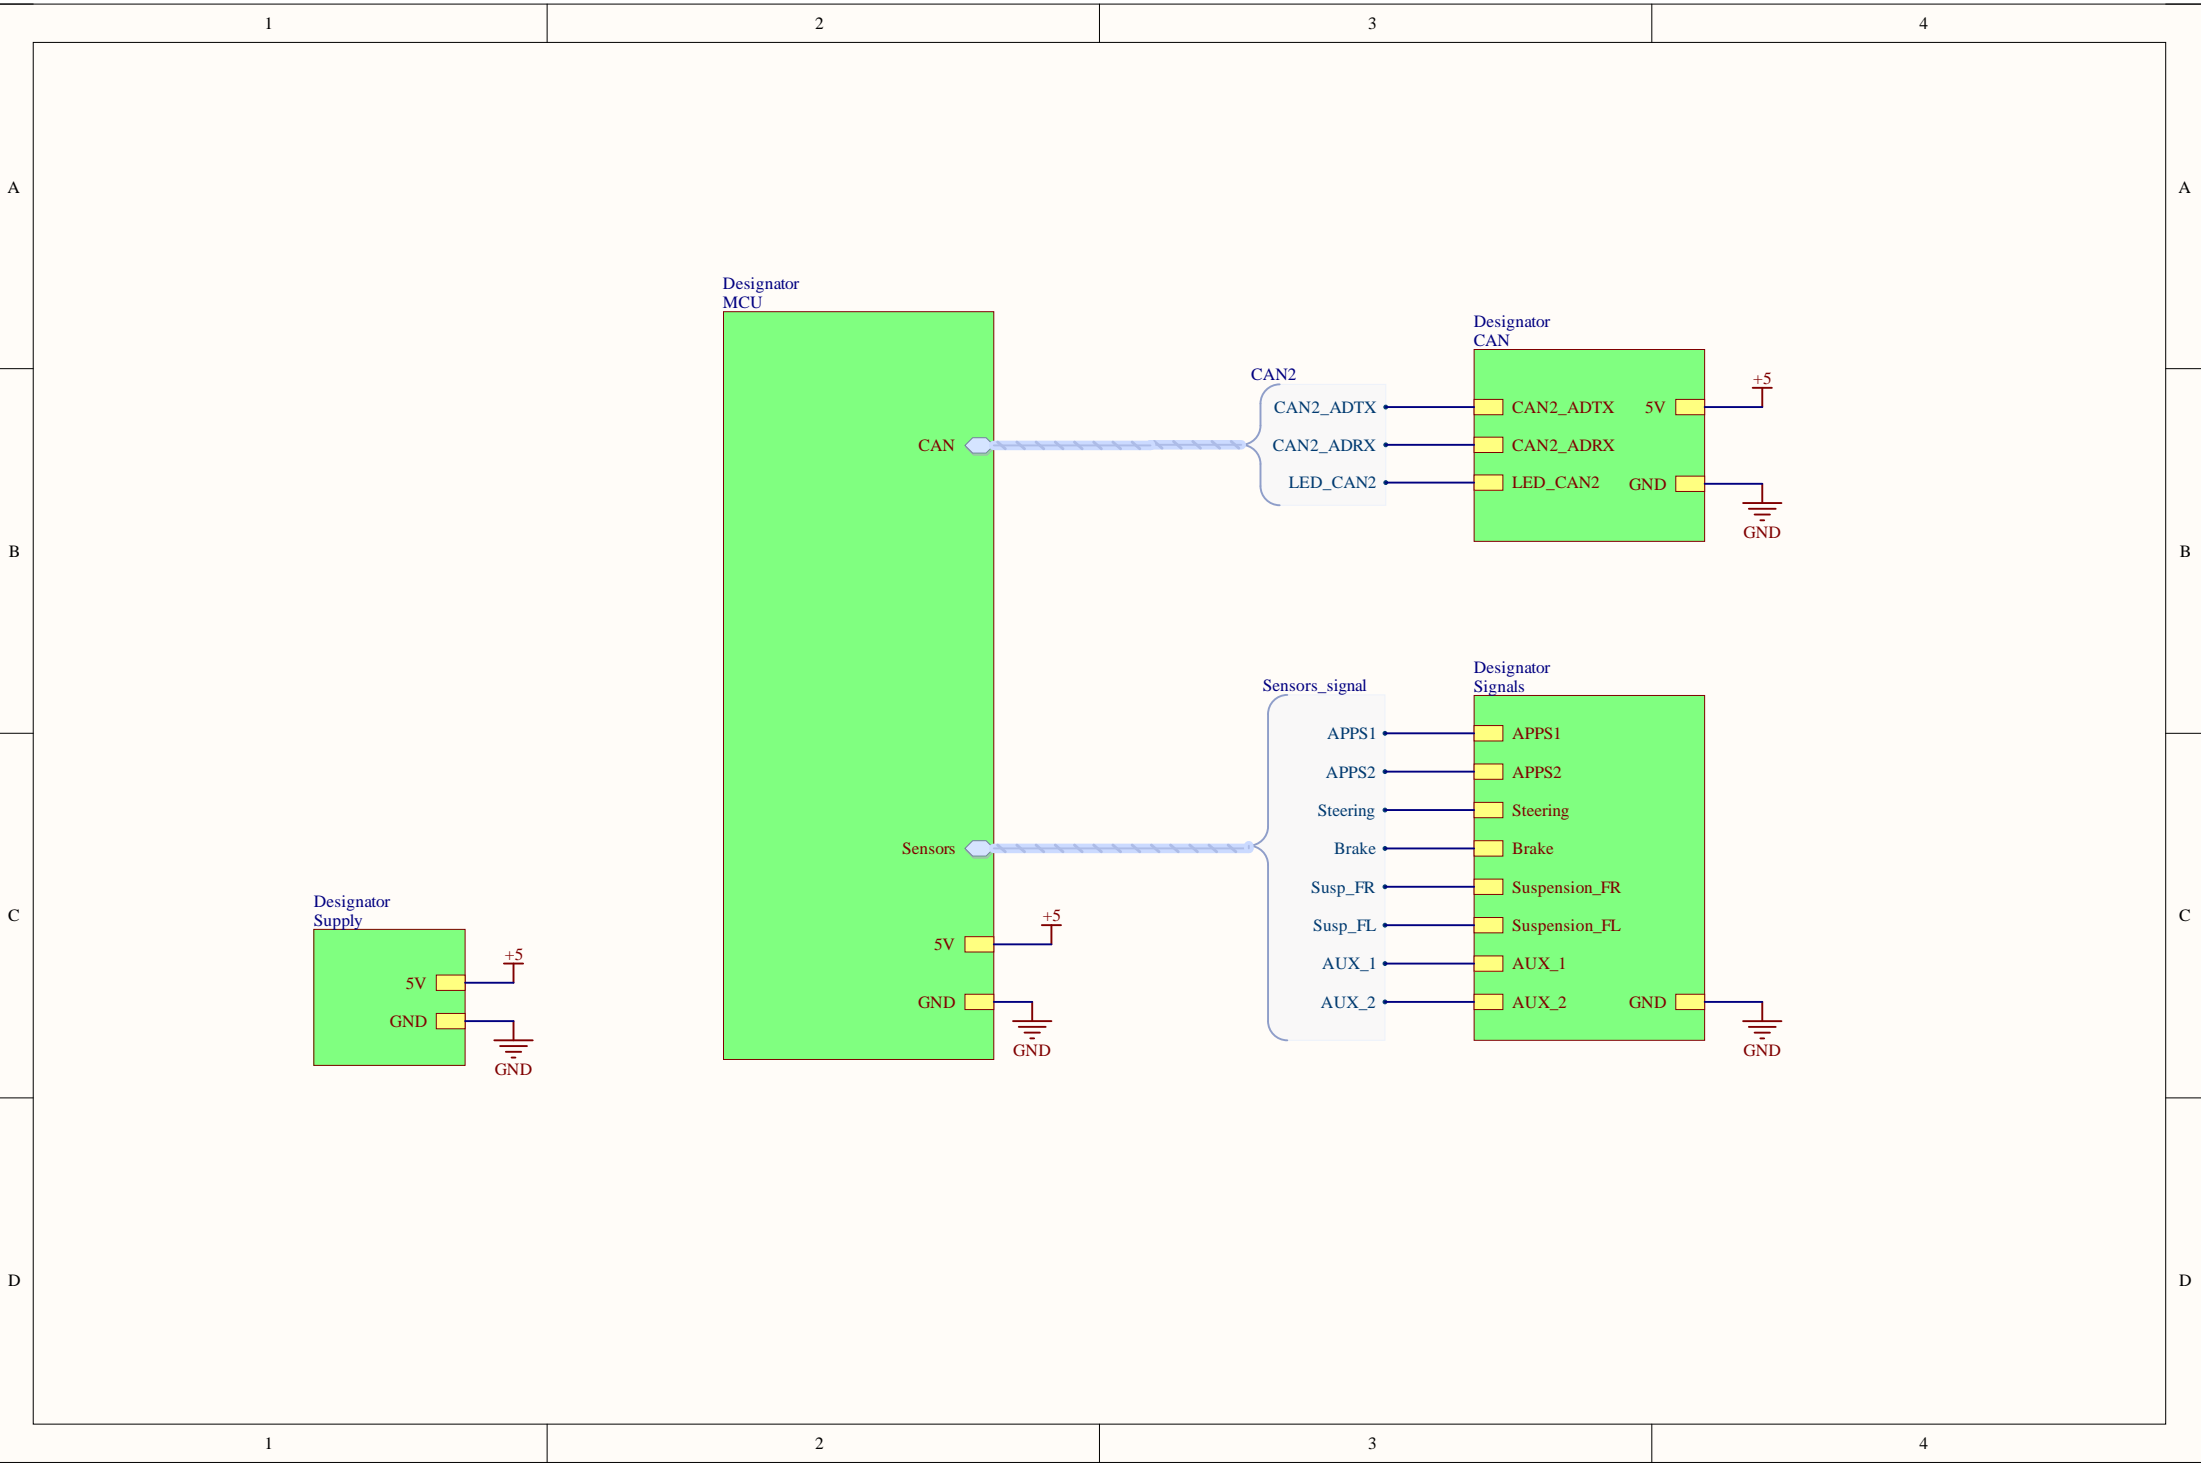 1 2 3 4
A A
Designator
MCU
Designator
CAN
CAN2
+5
CAN2_ADTX CAN2_ADTX 5V
CAN CAN2_ADRX CAN2_ADRX
LED_CAN2 LED_CAN2 GND
GND
B B
Designator
Signals
Sensors_signal
APPS1 APPS1
APPS2 APPS2
Steering Steering
Sensors Brake Brake
Susp_FR Suspension_FR
Designator
Supply
C C
+5
Susp_FL Suspension_FL
5V
+5
AUX_1 AUX_1
5V
GND AUX_2 AUX_2 GND
GND
GND GND
GND
D D
1 2 3 4